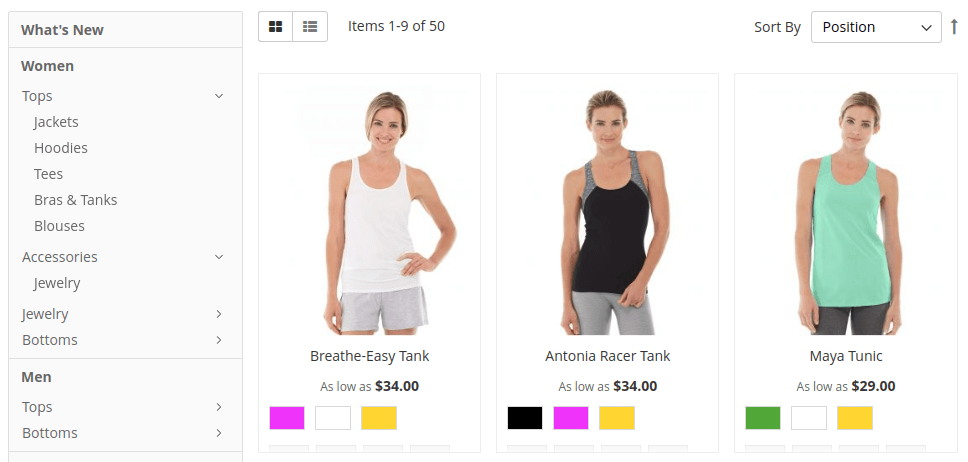 What's New
Women
Tops
Jackets
Hoodies
Tees
Bras & Tanks
Blouses
Accessories
Jewelry
Jewelry
Bottoms
Men
Tops
Bottoms
Items 1-9 of 50
Sort By Position
Breathe-Easy Tank
As low as $34.00
Antonia Racer Tank
As low as $34.00
Maya Tunic
As low as $29.00